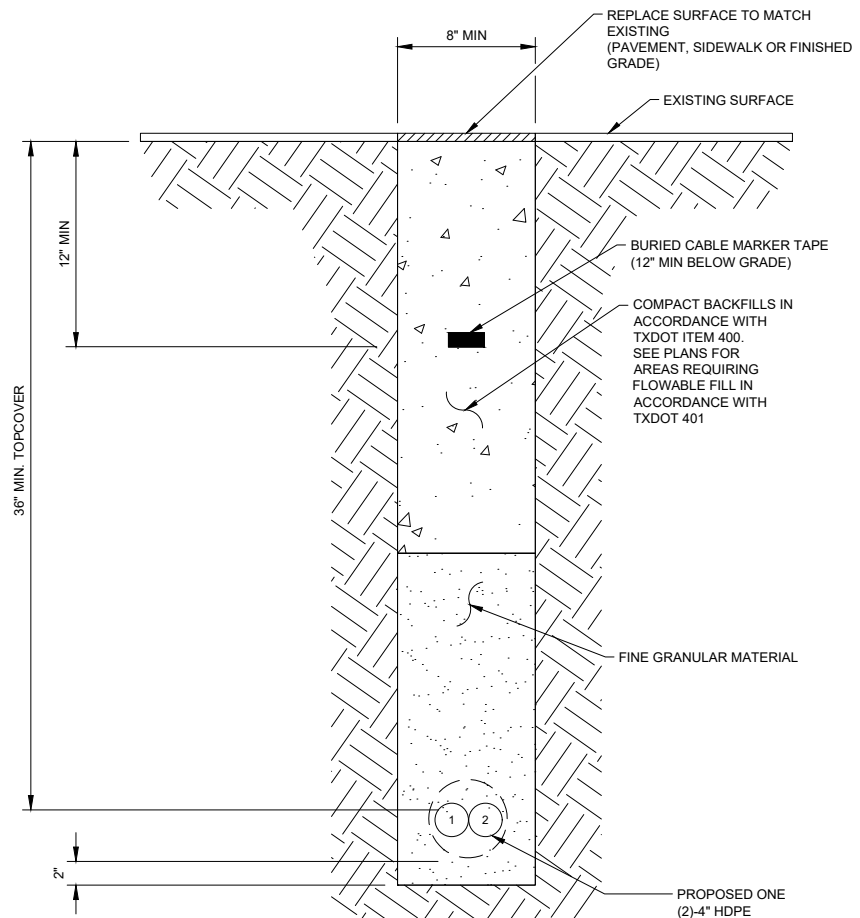 8" MIN
REPLACE SURFACE TO MATCH
EXISTING
(PAVEMENT, SIDEWALK OR FINISHED
GRADE)
EXISTING SURFACE
12" MIN
BURIED CABLE MARKER TAPE
(12" MIN BELOW GRADE)
COMPACT BACKFILLS IN
ACCORDANCE WITH
TXDOT ITEM 400.
SEE PLANS FOR
AREAS REQUIRING
FLOWABLE FILL IN
ACCORDANCE WITH
TXDOT 401
36" MIN. TOPCOVER
FINE GRANULAR MATERIAL
1
2
2"
PROPOSED ONE
(2)-4" HDPE